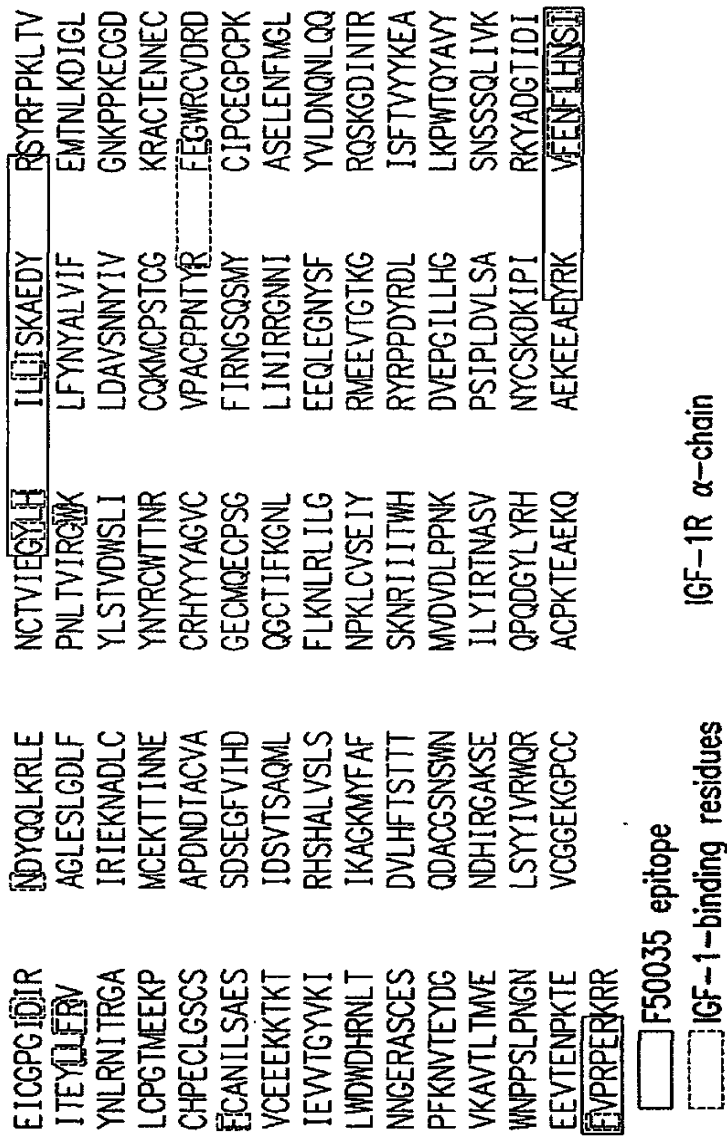 EICGPGIDIR NDYQQLKRLE NCTVIEGYLH ILLISKAEDY RSYRFPKLTV
ITEYLLLFRV AGLESLGDLF PNLTVIRGWK LFYNYALVIF EMTNLKDIGL
YNLRNITRGA IRIEKNADLC YLSTVDWSLI LDAVSNNYIV GNKPPKECGD
LCPGTMEEKP MCEKTTINNE YNYRCWTTNR CQKMCPSTCG KRACTENNEC
CHPECLGSCS APDNDTACVA CRHYYYAGVC VPACPPNTYR FEGWRCVDRD
FCANILSAES SDSEGFVIHD GECMQECPSG FIRNGSQSMY CIPCEGPCPK
VCEEEKKTKT IDSVTSAQML QGCTIFKGNL LINIRRGNNI ASELENFMGL
IEVVTGYVKI RHSHALVSLS FLKNLRLILG EEQLEGNYSF YVLDNQNLQQ
LWDWDHRNLT IKAGKMYFAF NPKLCVSEIY RMEEVTGTKG RQSKGDINTR
NNGERASCES DVLHFTSTTT SKNRIIITWH RYRPPDYRDL ISFTVYYKEA
PFKNVTEYDG QDACGSNSWN MVDVDLPPNK DVEPGILLHG LKPWTQYAVY
VKAVTLTMVE NDHIRGAKSE ILYIRTNASV PSIPLDVLSA SNSSSQLIVK
WNPPSLPNGN LSYYIVRWQR QPQDGYLYRH NYCSKDKIPI RKYADGTIDI
EEVTENPKTE VCGGEKGPCC ACPKTEAEKQ AEKEEAEYRK VFENFLHNSI
FVPRPERKRR
F50035 epitope
IGF-1-binding residues
IGF-1R α-chain